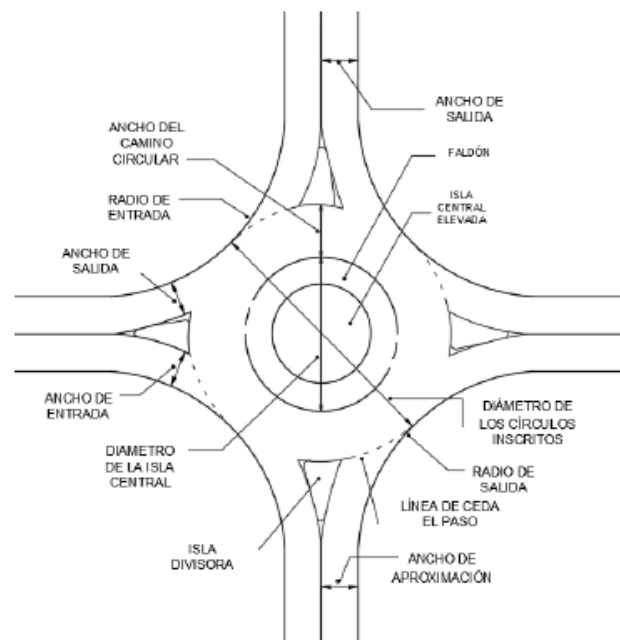 ANCHO DE
SALIDA
ANCHO DEL
CAMINO
CIRCULAR
FALDÓN
RADIO DE
ENTRADA
ISLA
CENTRAL
ELEVADA
ANCHO DE
SALIDA
ANCHO DE
ENTRADA
DIÁMETRO DE
LOS CÍRCULOS
INSCRITOS
DIAMETRO
DE LA ISLA
CENTRAL
RADIO DE
SALIDA
LÍNEA DE CEDA
EL PASO
ISLA
DIVISORA
ANCHO DE
APROXIMACIÓN